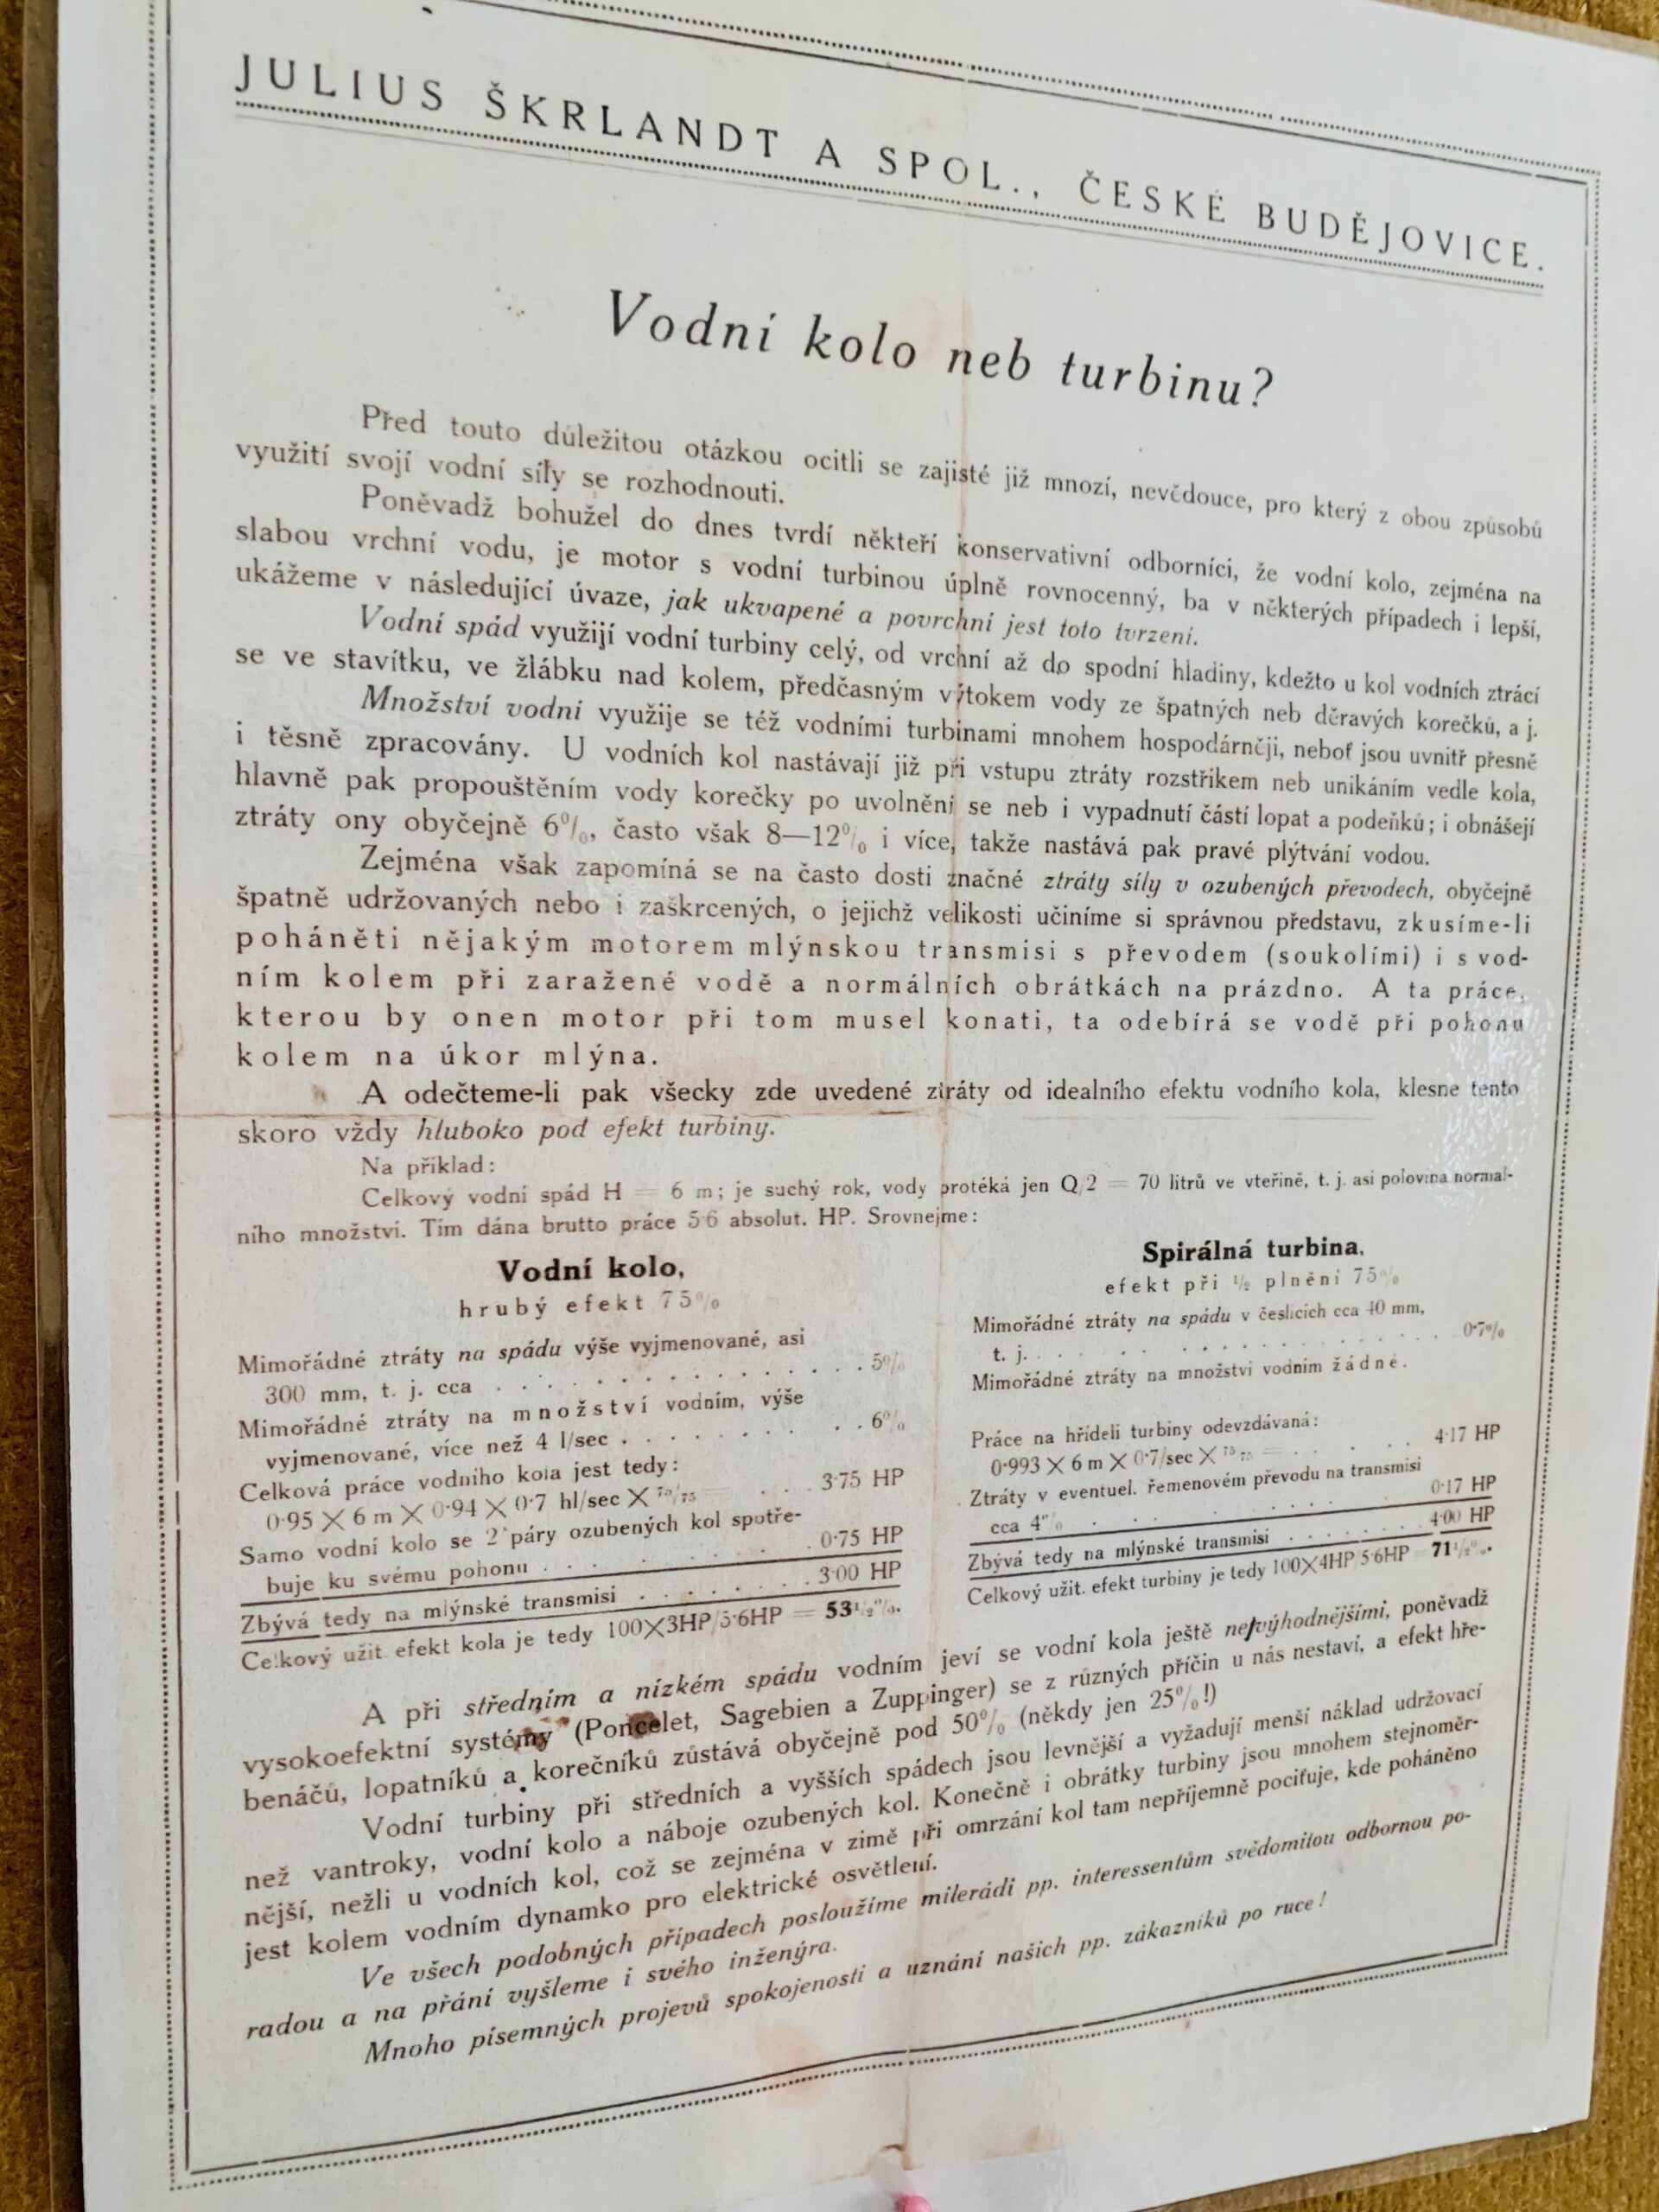 JULIUS ŠKRLANDT A SPOL., ČESKÉ BUDĚJOVICE.
Vodní kolo neb turbinu?
Před touto důležitou otázkou ocitli se zajisté již mnozí, nevědouce, pro který z obou způsobů
využití svojí vodní síly se rozhodnouti.
Poněvadž bohužel do dnes tvrdí někteří konservativní odborníci, že vodní kolo, zejména na
slabou vrchní vodu, je motor s vodní turbinou úplně rovnocenný, ba v některých případech i lepší,
ukážeme v následující úvaze, jak ukvapené a povrchní jest toto tvrzení.
Vodní spád využijí vodní turbiny celý, od vrchní až do spodní hladiny, kdežto u kol vodních ztrácí
se ve stavítku, ve žlábku nad kolem, předčasným výtokem vody ze špatných neb děravých korečků, a j.
Množství vodní využije se též vodními turbinami mnohem hospodárněji, neboť jsou uvnitř přesně
i těsně zpracovány. U vodních kol nastávají již při vstupu ztráty rozstřikem neb unikáním vedle kola,
hlavně pak propouštěním vody korečky po uvolnění se neb i vypadnutí částí lopat a podeňků; i obnášejí
ztráty ony obyčejně 6%, často však 8—12% i více, takže nastává pak pravé plýtvání vodou.
Zejména však zapomíná se na často dosti značné ztráty síly v ozubených převodech, obyčejně
špatně udržovaných nebo i zaškrcených, o jejichž velikosti učiníme si správnou představu, zkusíme-li
poháněti nějakým motorem mlýnskou transmisi s převodem (soukolími) i s vod-
ním kolem při zaražené vodě a normálních obrátkách na prázdno. A ta práce,
kterou by onen motor při tom musel konati, ta odebírá se vodě při pohonu
kolem na úkor mlýna.
A odečteme-li pak všecky zde uvedené ztráty od idealního efektu vodního kola, klesne tento
skoro vždy hluboko pod efekt turbiny.
Na příklad:
Celkový vodní spád H = 6 m; je suchý rok, vody protéká jen Q/2 = 70 litrů ve vteřině, t. j. asi polovina normal-
ního množství. Tím dána brutto práce 5·6 absolut. HP. Srovnejme:
Vodní kolo,
hrubý efekt 75%
Mimořádné ztráty na spádu výše vyjmenované, asi
300 mm, t. j. cca . . . . . . . . . . . . . . 5%
Mimořádné ztráty na množství vodním, výše
vyjmenované, více než 4 l/sec . . . . . . . . . . 6%
Celková práce vodního kola jest tedy:
0·95 × 6 m × 0·94 × 0·7 hl/sec × ⁷⁵/₇₅ = . . . 3·75 HP
Samo vodní kolo se 2 páry ozubených kol spotře-
buje ku svému pohonu . . . . . . . . . 0·75 HP
Zbývá tedy na mlýnské transmisi . . . . . . . . 3·00 HP
Celkový užit. efekt kola je tedy 100×3HP/5·6HP = 53½%.
Spirálná turbina,
efekt při ½ plnění 75%
Mimořádné ztráty na spádu v česlicích cca 40 mm,
t. j. . . . . . . . . . . . . . . . 0·7%
Mimořádné ztráty na množství vodním žádné.
Práce na hřídeli turbiny odevzdávaná:
0·993 × 6 m × 0·7/sec × ⁷⁵/₇₅ = . . . . . 4·17 HP
Ztráty v eventuel. řemenovém převodu na transmisi
cca 4% . . . . . . . . . . 0·17 HP
Zbývá tedy na mlýnské transmisi . . . . . . . . 4·00 HP
Celkový užit. efekt turbiny je tedy 100×4HP/5·6HP 71½%.
A při středním a nízkém spádu vodním jeví se vodní kola ještě nejvýhodnějšími, poněvadž
vysokoefektní systémy (Poncelet, Sagebien a Zuppinger) se z různých příčin u nás nestaví, a efekt hře-
benáčů, lopatníků a korečníků zůstává obyčejně pod 50% (někdy jen 25%!)
Vodní turbiny při středních a vyšších spádech jsou levnější a vyžadují menší náklad udržovací
než vantroky, vodní kolo a náboje ozubených kol. Konečně i obrátky turbiny jsou mnohem stejnoměr-
nější, nežli u vodních kol, což se zejména v zimě při omrzání kol tam nepříjemně pociťuje, kde poháněno
jest kolem vodním dynamko pro elektrické osvětlení.
Ve všech podobných případech posloužíme milerádi pp. interessentům svědomitou odbornou po-
radou a na přání vyšleme i svého inženýra.
Mnoho písemných projevů spokojenosti a uznání našich pp. zákazníků po ruce!